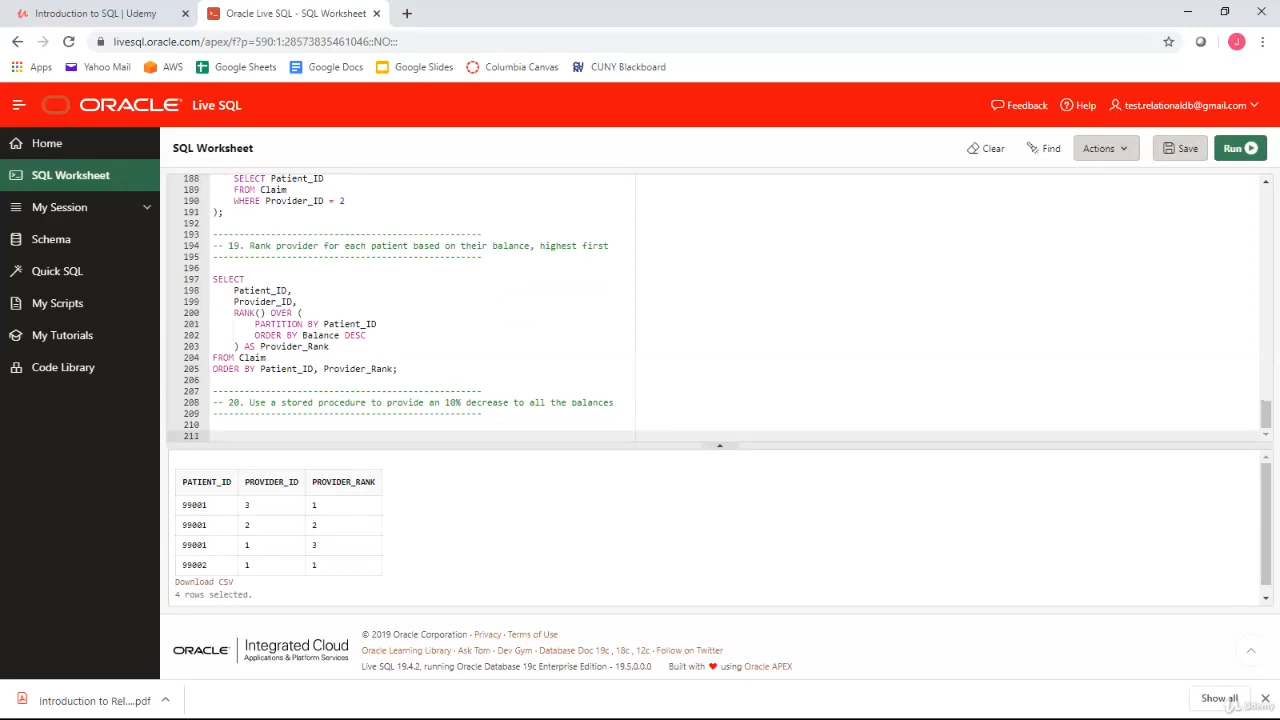 Introduction to SQL | Udemy
Oracle Live SQL - SQL Worksheet
livesql.oracle.com/apex/f?p=590:1:28573835461046::NO:::
J
Apps
Yahoo Mail
AWS
Google Sheets
Google Docs
Google Slides
Columbia Canvas
CUNY Blackboard
ORACLE Live SQL
Feedback
Help
test.relationaldb@gmail.com
Home
SQL Worksheet
My Session
Schema
Quick SQL
My Scripts
My Tutorials
Code Library
SQL Worksheet
Clear
Find
Actions
Save
Run
188 SELECT Patient_ID
189 FROM Claim
190 WHERE Provider_ID = 2
191 );
192
193 ---------------------------------------------------
194 -- 19. Rank provider for each patient based on their balance, highest first
195 ---------------------------------------------------
196
197 SELECT
198 Patient_ID,
199 Provider_ID,
200 RANK() OVER (
201 PARTITION BY Patient_ID
202 ORDER BY Balance DESC
203 ) AS Provider_Rank
204 FROM Claim
205 ORDER BY Patient_ID, Provider_Rank;
206
207 ---------------------------------------------------
208 -- 20. Use a stored procedure to provide an 10% decrease to all the balances
209 ---------------------------------------------------
210
211
PATIENT_ID PROVIDER_ID PROVIDER_RANK
99001 3 1
99001 2 2
99001 1 3
99002 1 1
Download CSV
4 rows selected.
ORACLE Integrated Cloud
Applications & Platform Services
© 2019 Oracle Corporation · Privacy · Terms of Use
Oracle Learning Library · Ask Tom · Dev Gym · Database Doc 19c , 18c , 12c · Follow on Twitter
Live SQL 19.4.2, running Oracle Database 19c Enterprise Edition - 19.5.0.0.0 Built with ❤ using Oracle APEX
Introduction to Rel....pdf
Show all
Udemy